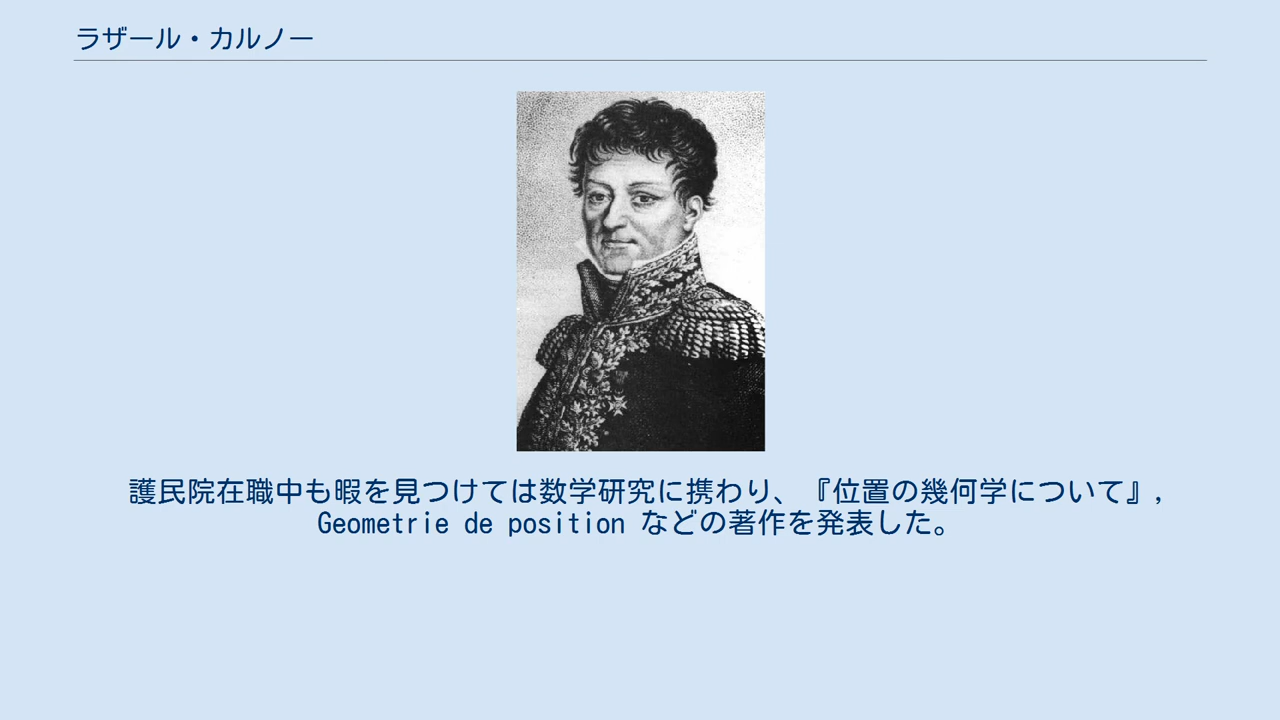 ラザール・カルノー
護民院在職中も暇を見つけては数学研究に携わり、『位置の幾何学について』,
Geometrie de position などの著作を発表した。